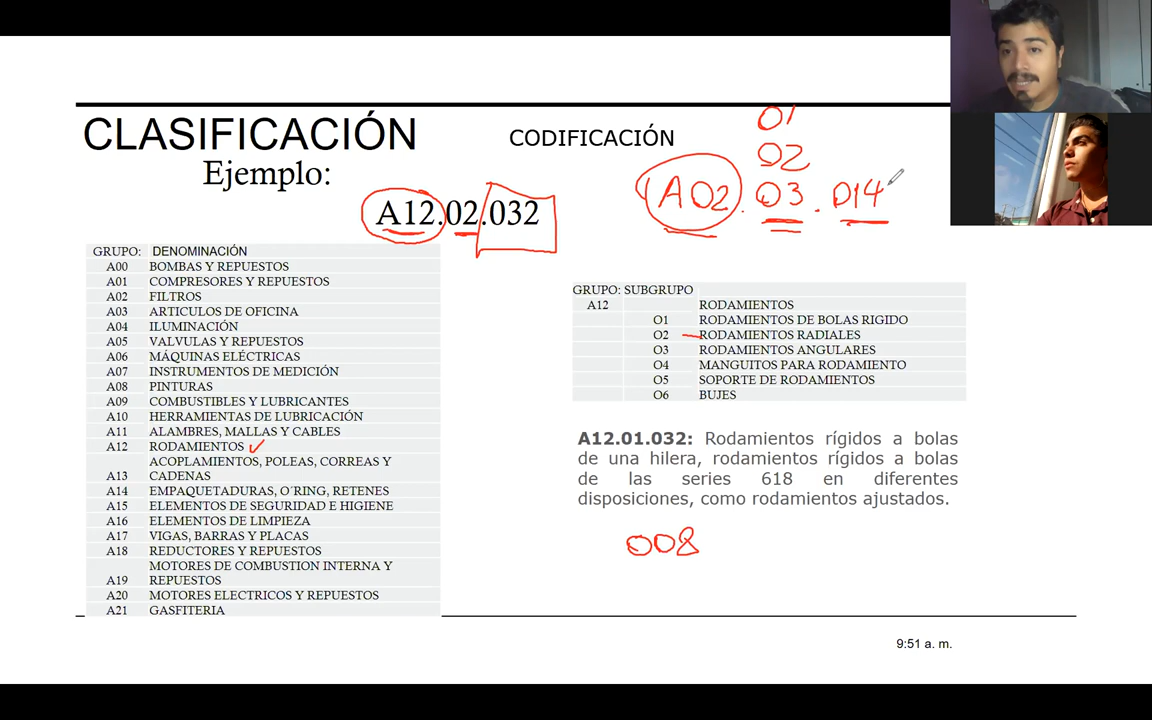 CLASIFICACIÓN
Ejemplo:
CODIFICACIÓN
A12.02.032
01
02
A02.03.014
GRUPO: DENOMINACIÓN
A00 BOMBAS Y REPUESTOS
A01 COMPRESORES Y REPUESTOS
A02 FILTROS
A03 ARTICULOS DE OFICINA
A04 ILUMINACIÓN
A05 VALVULAS Y REPUESTOS
A06 MÁQUINAS ELÉCTRICAS
A07 INSTRUMENTOS DE MEDICIÓN
A08 PINTURAS
A09 COMBUSTIBLES Y LUBRICANTES
A10 HERRAMIENTAS DE LUBRICACIÓN
A11 ALAMBRES, MALLAS Y CABLES
A12 RODAMIENTOS
ACOPLAMIENTOS, POLEAS, CORREAS Y
A13 CADENAS
A14 EMPAQUETADURAS, O´RING, RETENES
A15 ELEMENTOS DE SEGURIDAD E HIGIENE
A16 ELEMENTOS DE LIMPIEZA
A17 VIGAS, BARRAS Y PLACAS
A18 REDUCTORES Y REPUESTOS
MOTORES DE COMBUSTION INTERNA Y
A19 REPUESTOS
A20 MOTORES ELECTRICOS Y REPUESTOS
A21 GASFITERIA
GRUPO: SUBGRUPO
A12 RODAMIENTOS
O1 RODAMIENTOS DE BOLAS RIGIDO
O2 RODAMIENTOS RADIALES
O3 RODAMIENTOS ANGULARES
O4 MANGUITOS PARA RODAMIENTO
O5 SOPORTE DE RODAMIENTOS
O6 BUJES
A12.01.032: Rodamientos rígidos a bolas
de una hilera, rodamientos rígidos a bolas
de las series 618 en diferentes
disposiciones, como rodamientos ajustados.
008
9:51 a. m.